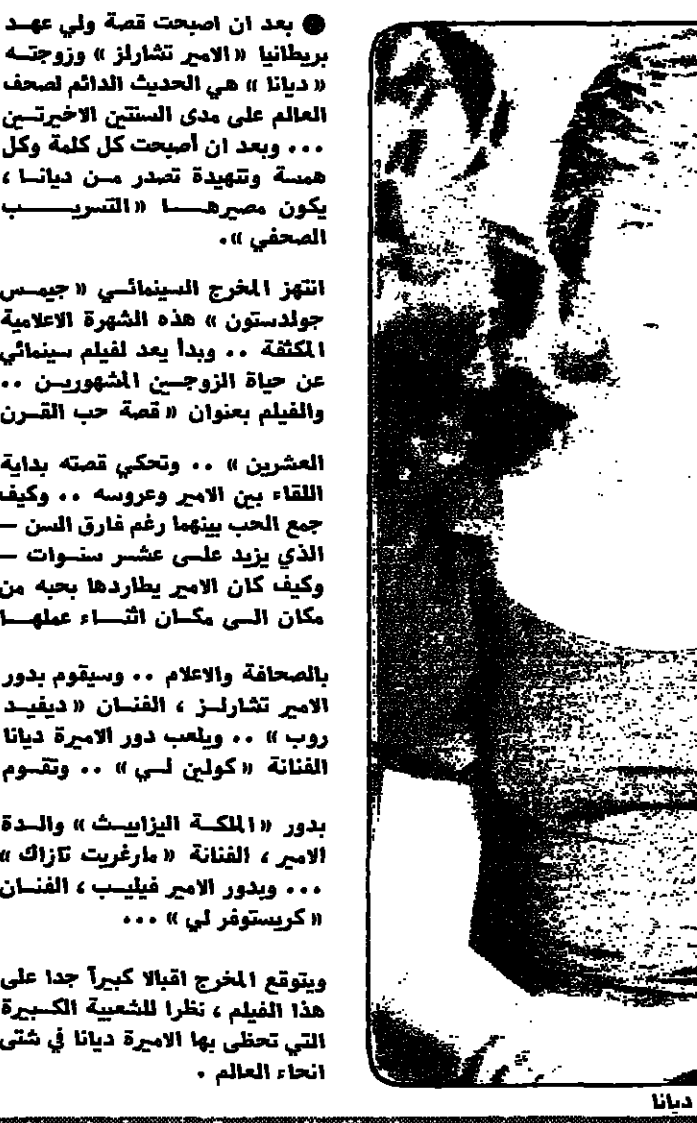 ● بعد ان اصبحت قصة ولي عهد
بريطانيا «الامير تشارلز» وزوجته
«ديانا» هي الحديث الدائم لصحف
العالم على مدى السنتين الاخيرتين
... وبعد ان أصبحت كل كلمة وكل
همسة وتنهيدة تصدر من ديانا ،
يكون مصيرها «التسريب
الصحفي».
انتهز المخرج السينمائي «جيمس
جولدستون» هذه الشهرة الاعلامية
المكثفة .. وبدأ يعد لفيلم سينمائي
عن حياة الزوجين المشهورين ..
والفيلم بعنوان «قصة حب القرن
العشرين» .. وتحكي قصته بداية
اللقاء بين الامير وعروسه .. وكيف
جمع الحب بينهما رغم فارق السن —
الذي يزيد على عشر سنوات —
وكيف كان الامير يطاردها بحبه من
مكان الى مكان اثناء عملها
بالصحافة والاعلام .. وسيقوم بدور
الامير تشارلز ، الفنان «ديفيد
روب» .. ويلعب دور الاميرة ديانا
الفنانة «كولين لي» .. وتقوم
بدور «الملكة اليزابيث» والدة
الامير ، الفنانة «مارغريت تازاك»
... وبدور الامير فيليب ، الفنان
«كريستوفر لي» ...
ويتوقع المخرج اقبالا كبيرآ جدا على
هذا الفيلم ، نظرا للشعبية الكبيرة
التي تحظى بها الاميرة ديانا في شتى
انحاء العالم .
ديانا